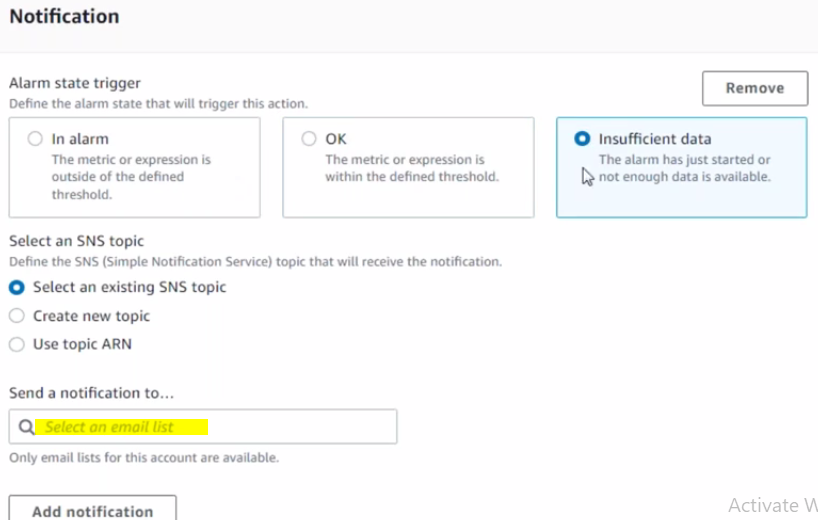 Notification
Alarm state trigger
Define the alarm state that will trigger this action.
Remove
In alarm
The metric or expression is
outside of the defined
threshold.
OK
The metric or expression is
within the defined threshold.
Insufficient data
The alarm has just started or
not enough data is available.
Select an SNS topic
Define the SNS (Simple Notification Service) topic that will receive the notification.
Select an existing SNS topic
Create new topic
Use topic ARN
Send a notification to...
Select an email list
Only email lists for this account are available.
Add notification
Activate W